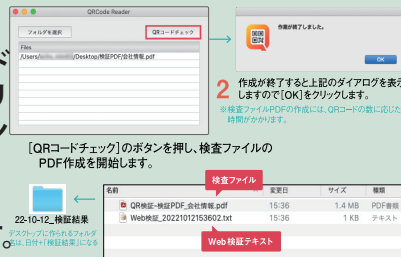 QRCode Reader
フォルダを選択
QRコードチェック
Files
/Users/ /Desktop/検証PDF/会社情報.pdf
作業が終了しました。
OK
2 作成が終了すると上記のダイアログを表示
しますので[OK]をクリックします。
※検査ファイルPDFの作成には、QRコードの数に応じた
時間がかかります。
[QRコードチェック]のボタンを押し、検査ファイルの
PDF作成を開始します。
検査ファイル
名前 変更日 サイズ 種類
QR検証-検証PDF_会社情報.pdf 15:36 1.4 MB PDF書類
Web検証_20221012153602.txt 15:36 1 KB テキスト
Web検証テキスト
22-10-12_検証結果
デスクトップに作られるフォルダ
名は、日付+「検証結果」になる